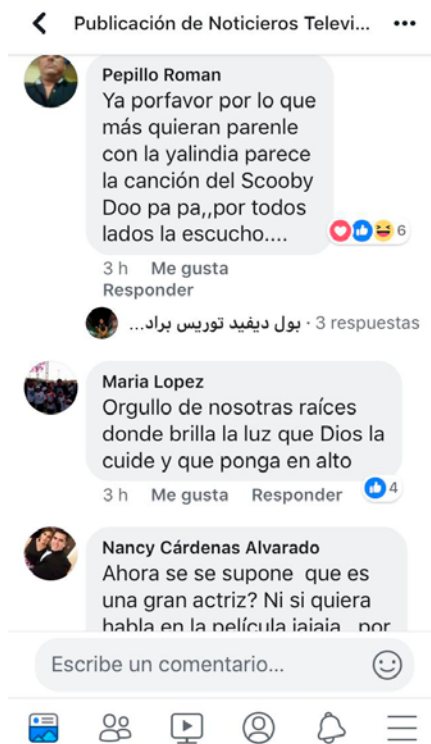 Publicación de Noticieros Televi...
Pepillo Roman
Ya porfavor por lo que
más quieran parenle
con la yalindia parece
la canción del Scooby
Doo pa pa,,por todos
lados la escucho....
6
3 h Me gusta
Responder
بول ديفيد توريس براد... · 3 respuestas
Maria Lopez
Orgullo de nosotras raíces
donde brilla la luz que Dios la
cuide y que ponga en alto
4
3 h Me gusta Responder
Nancy Cárdenas Alvarado
Ahora se se supone que es
una gran actriz? Ni si quiera
habla en la película jajaja por
Escribe un comentario...